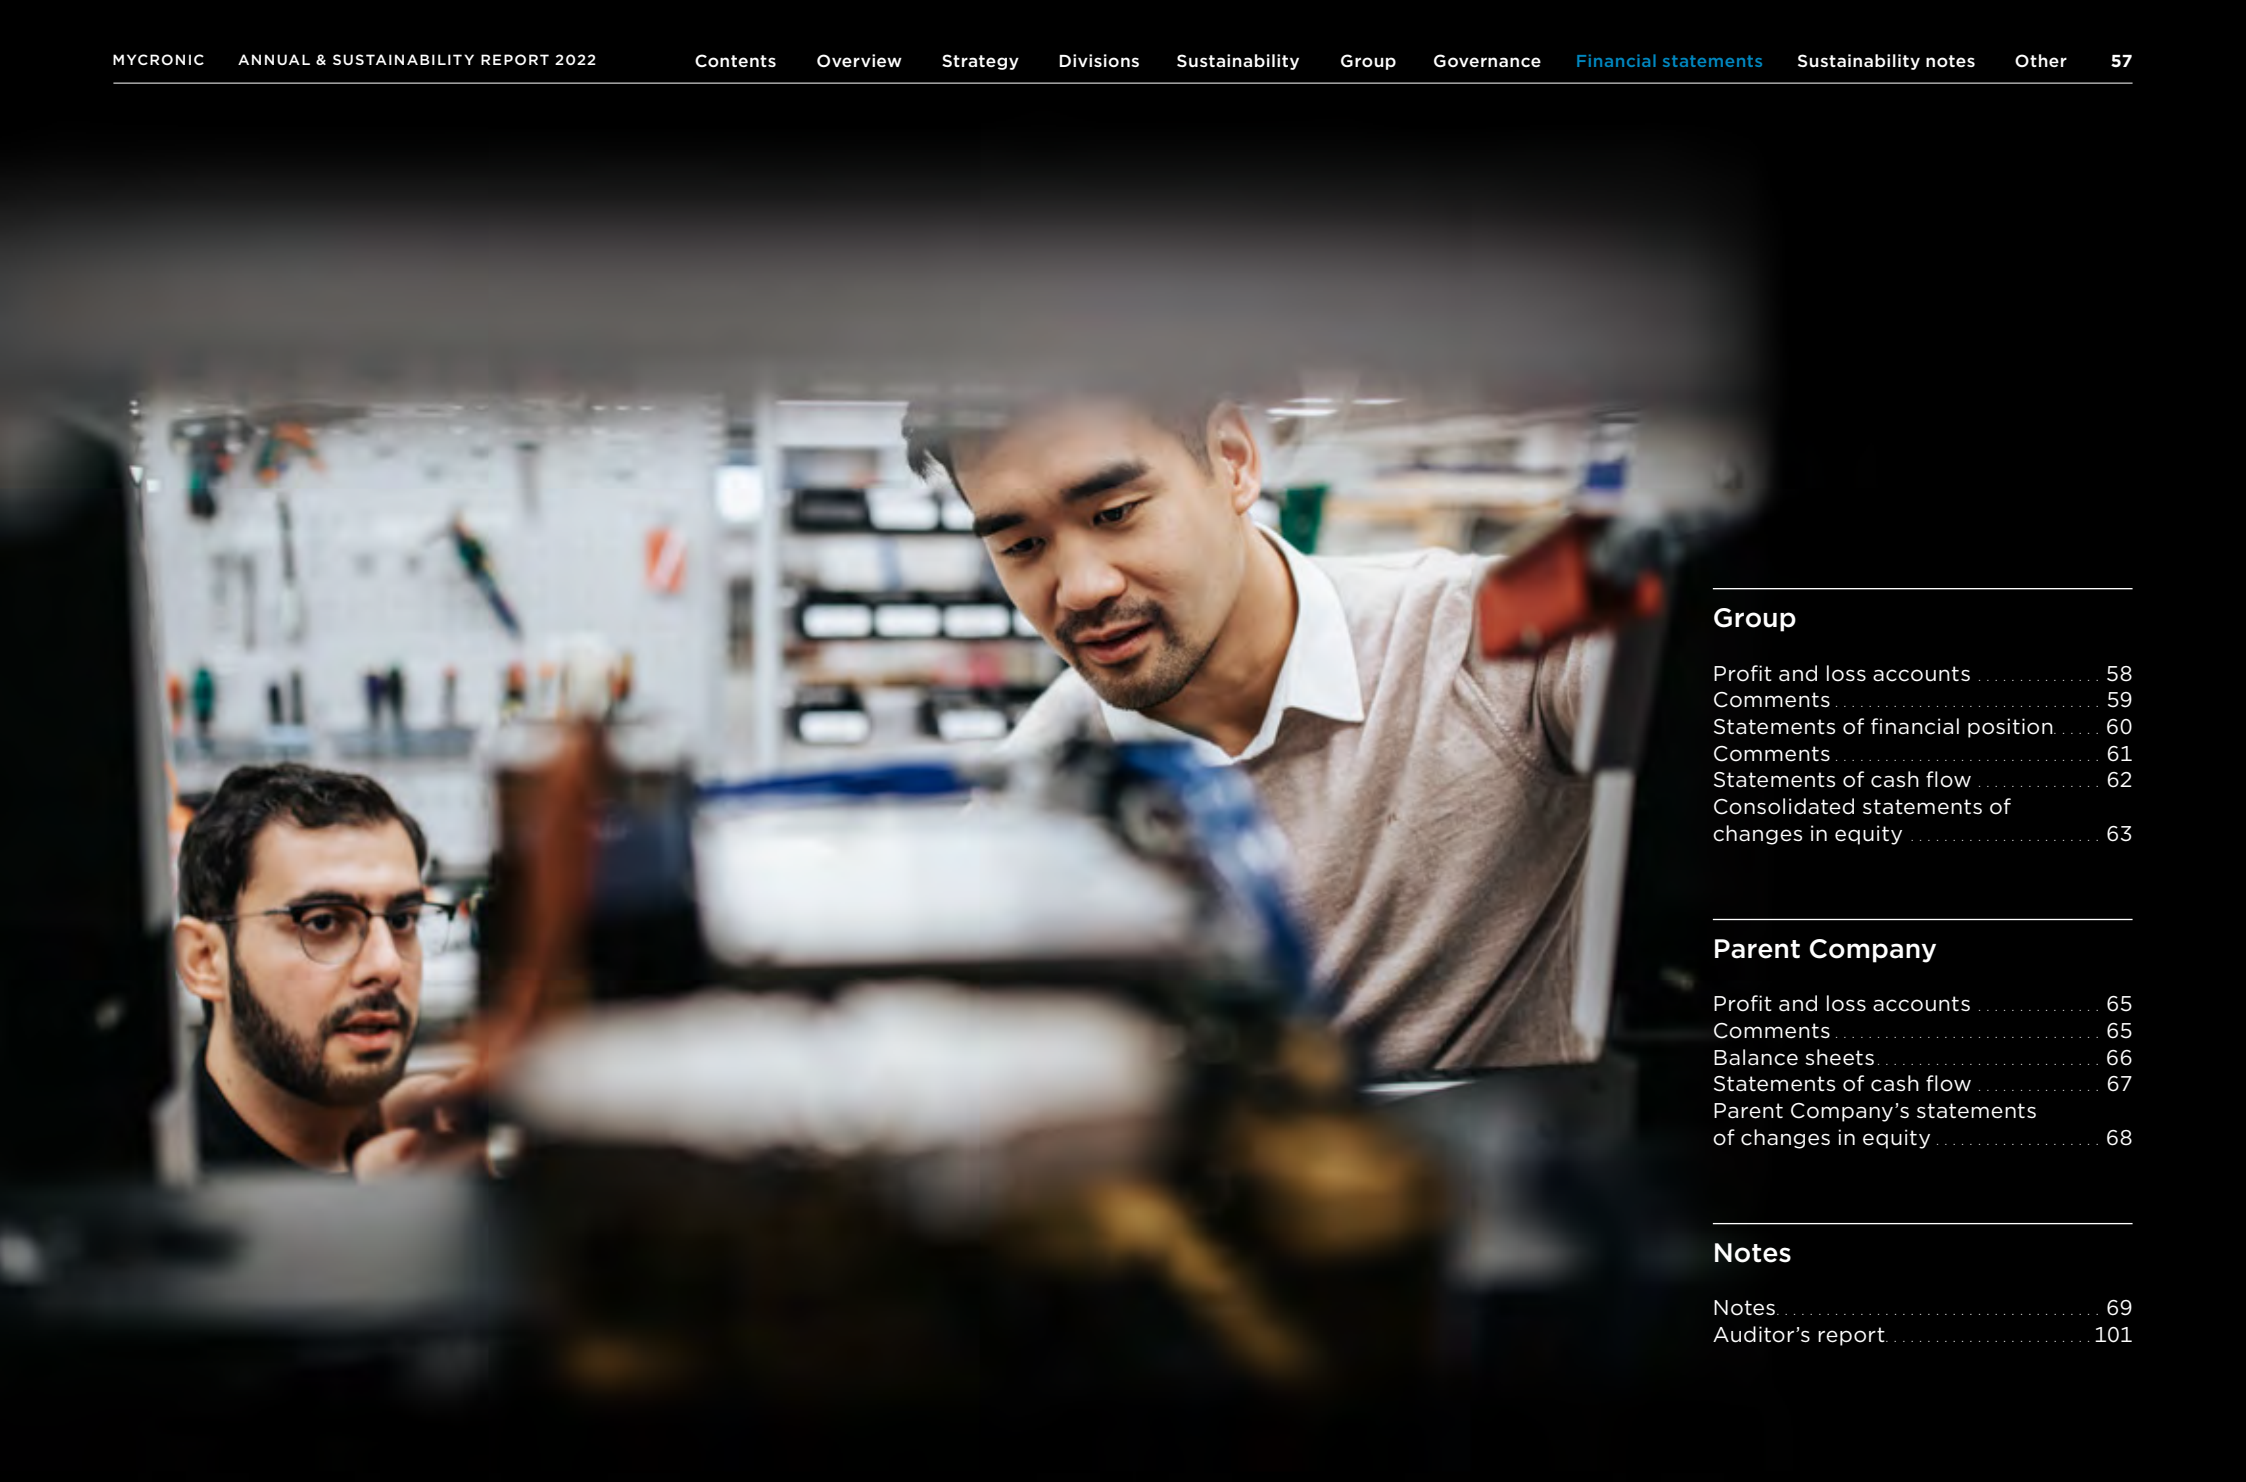 MYCRONIC ANNUAL & SUSTAINABILITY REPORT 2022 Contents Overview Strategy Divisions Sustainability Group Governance Financial statements Sustainability notes Other 57
Group
Profit and loss accounts 58
Comments 59
Statements of financial position 60
Comments 61
Statements of cash flow 62
Consolidated statements of
changes in equity 63
Parent Company
Profit and loss accounts 65
Comments 65
Balance sheets 66
Statements of cash flow 67
Parent Company’s statements
of changes in equity 68
Notes
Notes 69
Auditor’s report 101